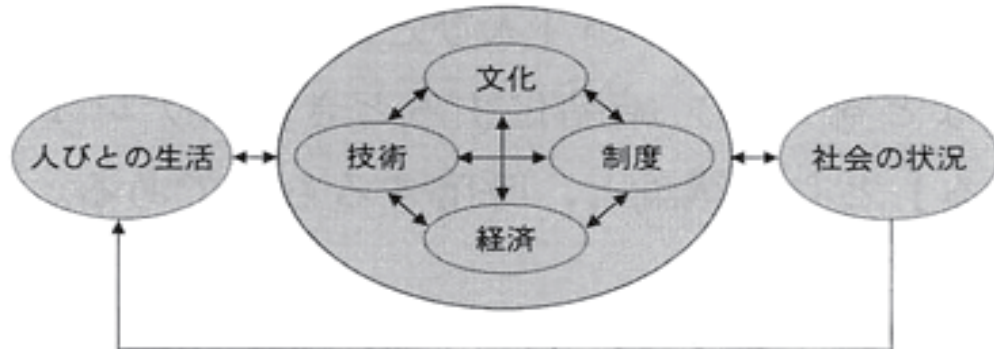 文化
人びとの生活
技術
制度
社会の状況
経済